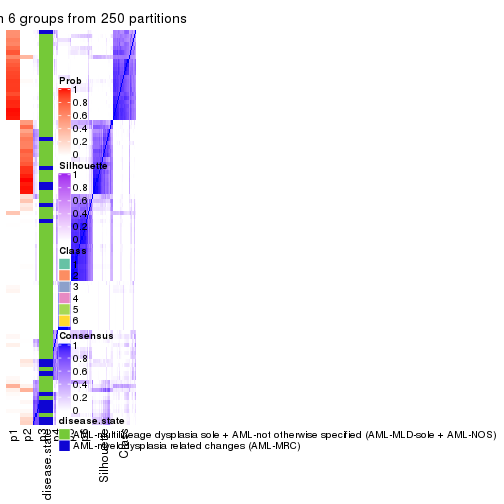 n 6 groups from 250 partitions
Prob
1
0.8
0.6
0.4
0.2
0
Silhouette
1
0.8
0.6
0.4
0.2
0
Class
2
3
4
5
6
Consensus
1
0.8
0.6
0.4
0.2
0
disease.state
AML-multilineage dysplasia sole + AML-not otherwise specified (AML-MLD-sole + AML-NOS)
AML-myelodysplasia related changes (AML-MRC)
p1
p2
p3
p4
disease.state
Silhouette
Class